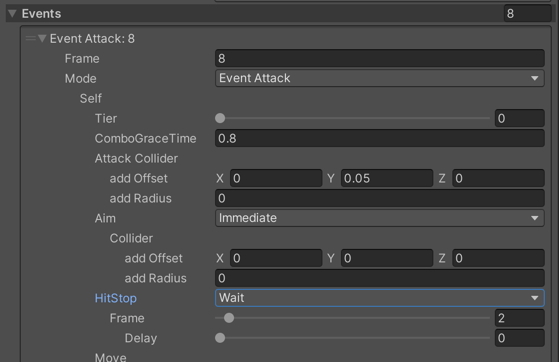 Events 8
Event Attack: 8
Frame 8
Mode Event Attack
Self
Tier 0
ComboGraceTime 0.8
Attack Collider
add Offset X 0 Y 0.05 Z 0
add Radius 0
Aim Immediate
Collider
add Offset X 0 Y 0 Z 0
add Radius 0
HitStop Wait
Frame 2
Delay 0
Move